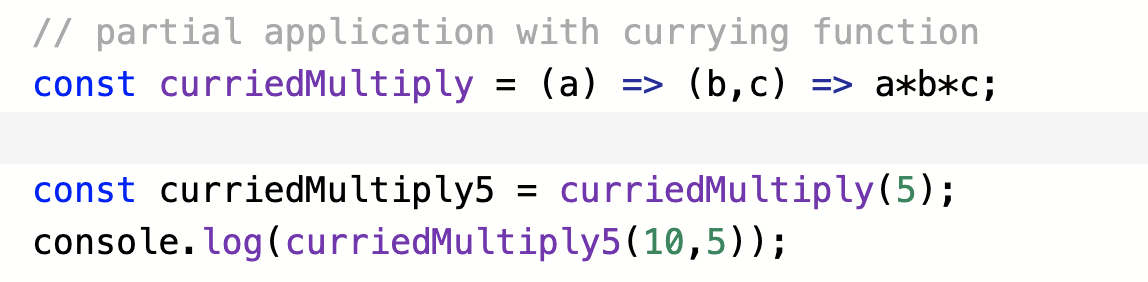 // partial application with currying function
const curriedMultiply = (a) => (b,c) => a*b*c;
const curriedMultiply5 = curriedMultiply(5);
console.log(curriedMultiply5(10,5));